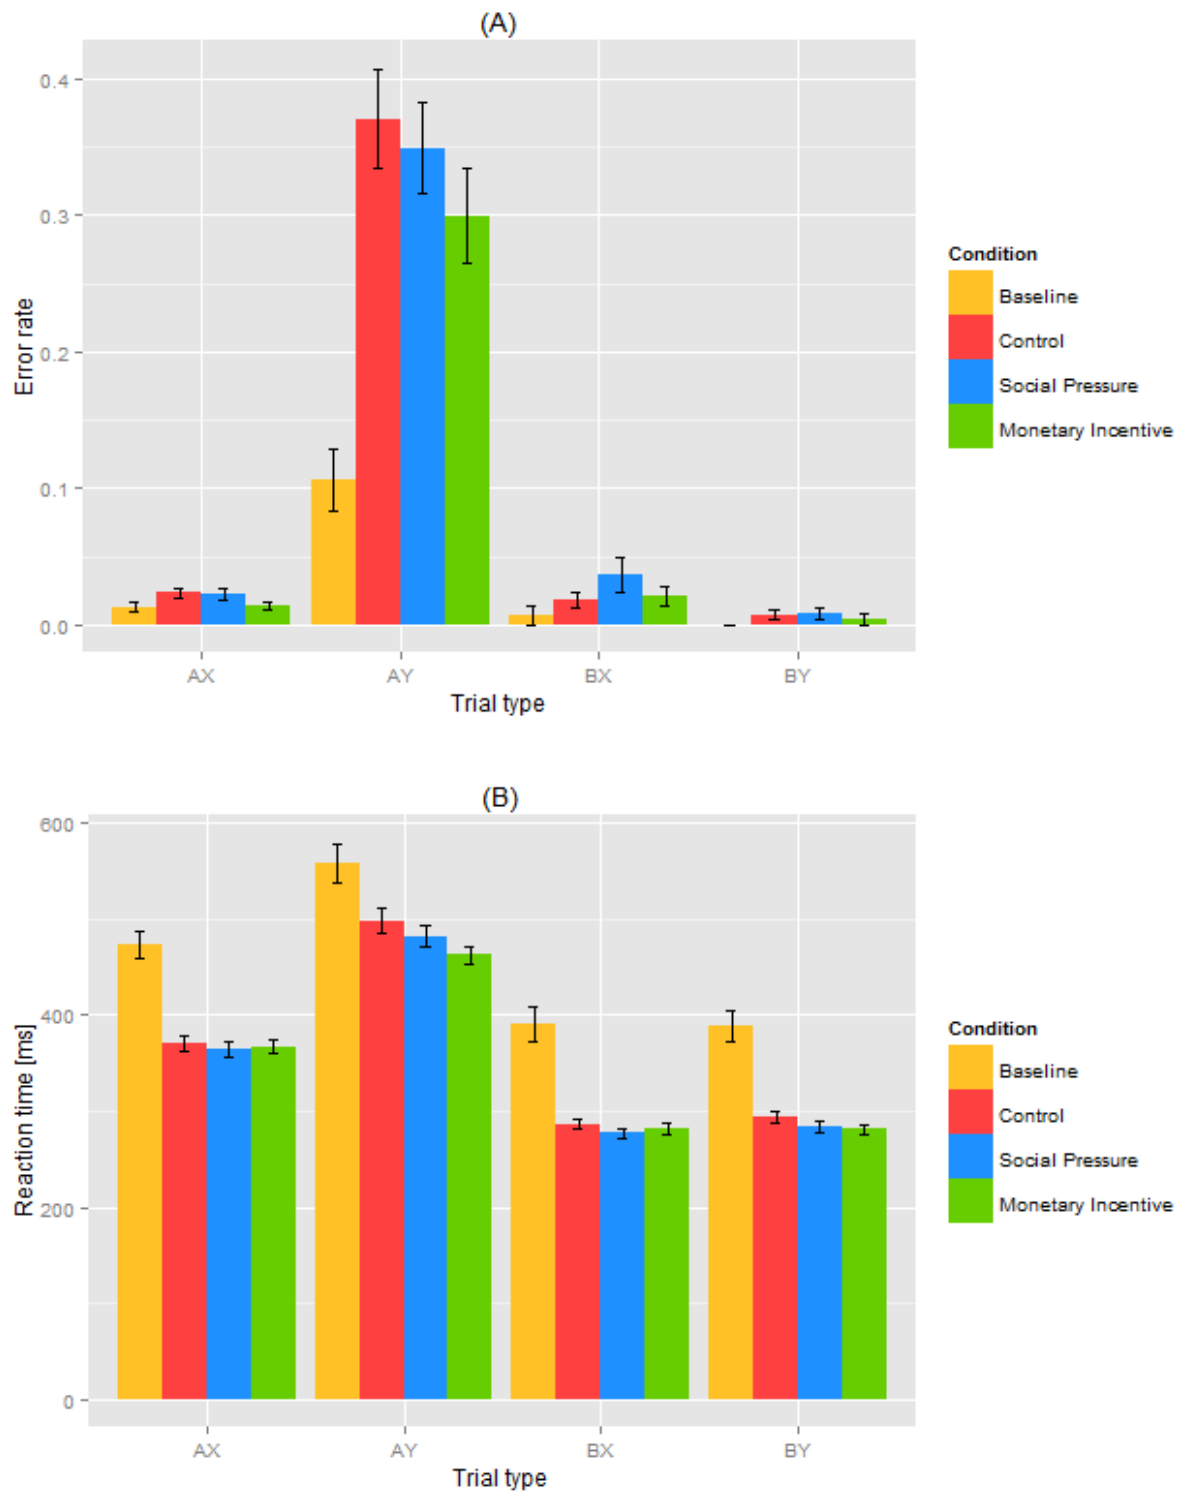 (A)
0.4
0.3
0.2
0.1
0.0
Error rate
AX AY BX BY
Trial type
Condition
Baseline
Control
Social Pressure
Monetary Incentive
(B)
600
400
200
0
Reaction time [ms]
AX AY BX BY
Trial type
Condition
Baseline
Control
Social Pressure
Monetary Incentive